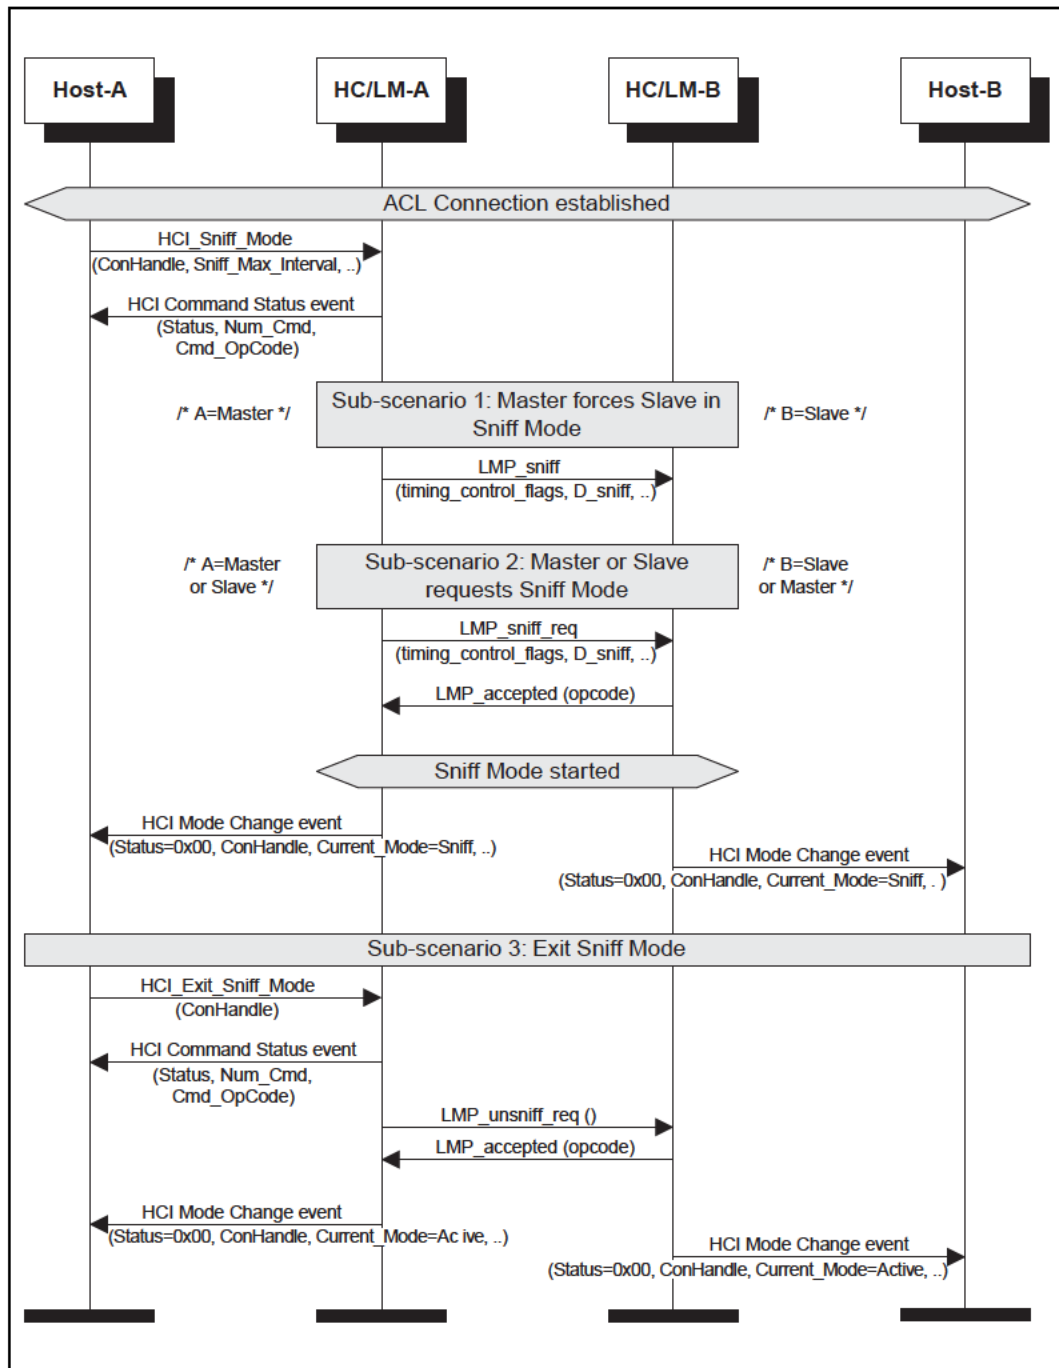 Host-A
HC/LM-A
HC/LM-B
Host-B
ACL Connection established
HCI_Sniff_Mode
(ConHandle, Sniff_Max_Interval, ..)
HCI Command Status event
(Status, Num_Cmd,
Cmd_OpCode)
/* A=Master */
Sub-scenario 1: Master forces Slave in
Sniff Mode
/* B=Slave */
LMP_sniff
(timing_control_flags, D_sniff, ..)
/* A=Master
or Slave */
Sub-scenario 2: Master or Slave
requests Sniff Mode
/* B=Slave
or Master */
LMP_sniff_req
(timing_control_flags, D_sniff, ..)
LMP_accepted (opcode)
Sniff Mode started
HCI Mode Change event
(Status=0x00, ConHandle, Current_Mode=Sniff, ..)
HCI Mode Change event
(Status=0x00, ConHandle, Current_Mode=Sniff, . )
Sub-scenario 3: Exit Sniff Mode
HCI_Exit_Sniff_Mode
(ConHandle)
HCI Command Status event
(Status, Num_Cmd,
Cmd_OpCode)
LMP_unsniff_req ()
LMP_accepted (opcode)
HCI Mode Change event
(Status=0x00, ConHandle, Current_Mode=Ac ive, ..)
HCI Mode Change event
(Status=0x00, ConHandle, Current_Mode=Active, ..)